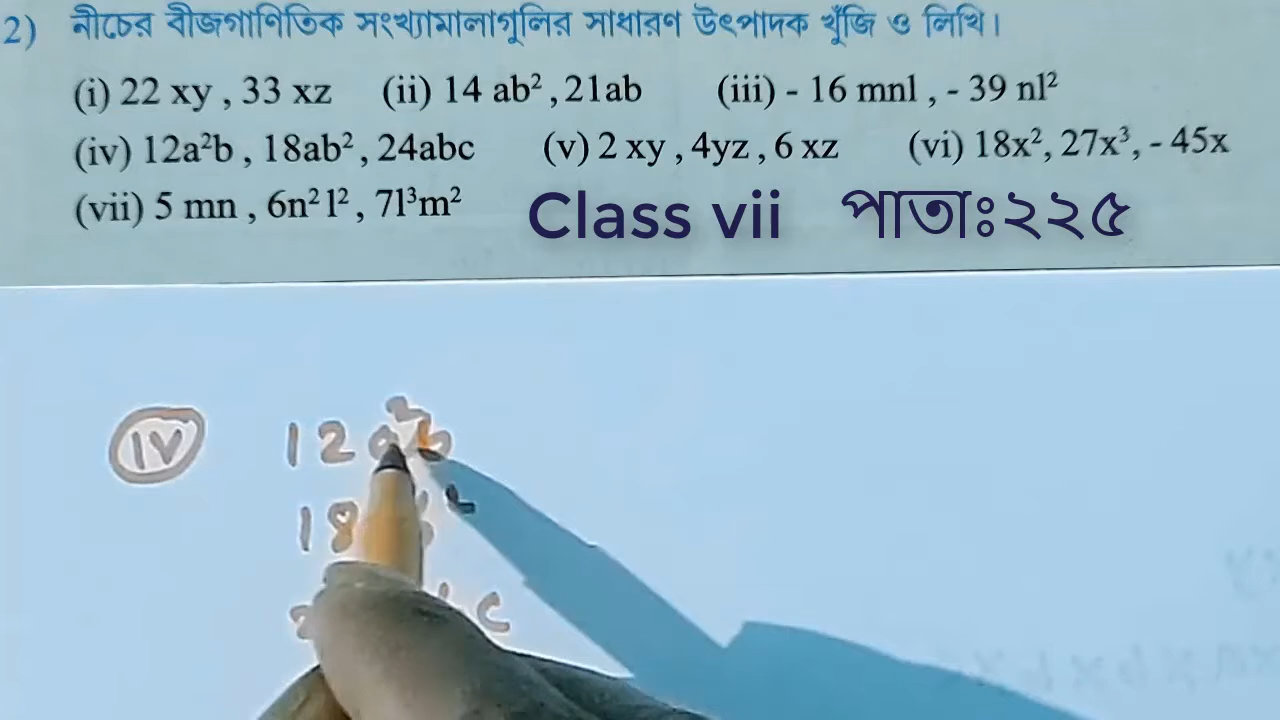 2) নীচের বীজগাণিতিক সংখ্যামালাগুলির সাধারণ উৎপাদক খুঁজি ও লিখি।
(i) 22 xy , 33 xz (ii) 14 ab² , 21ab (iii) - 16 mnl , - 39 nl²
(iv) 12a²b , 18ab² , 24abc (v) 2 xy , 4yz , 6 xz (vi) 18x², 27x³, - 45x
(vii) 5 mn , 6n² l² , 7l³m² Class vii পাতাঃ২২৫
IV 12a²b
18
c